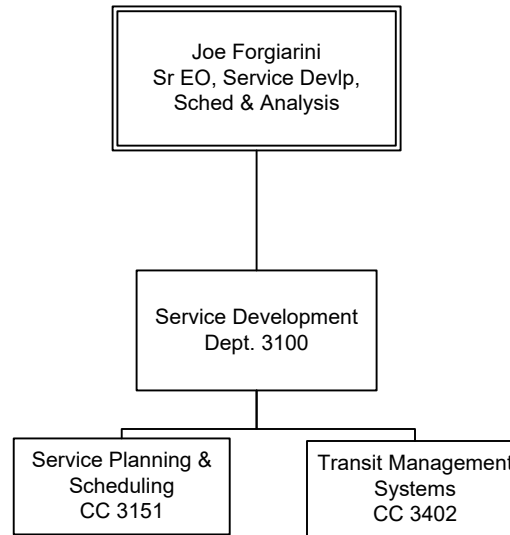 Joe Forgiarini
Sr EO, Service Devlp,
Sched & Analysis
Service Development
Dept. 3100
Service Planning &
Scheduling
CC 3151
Transit Management
Systems
CC 3402